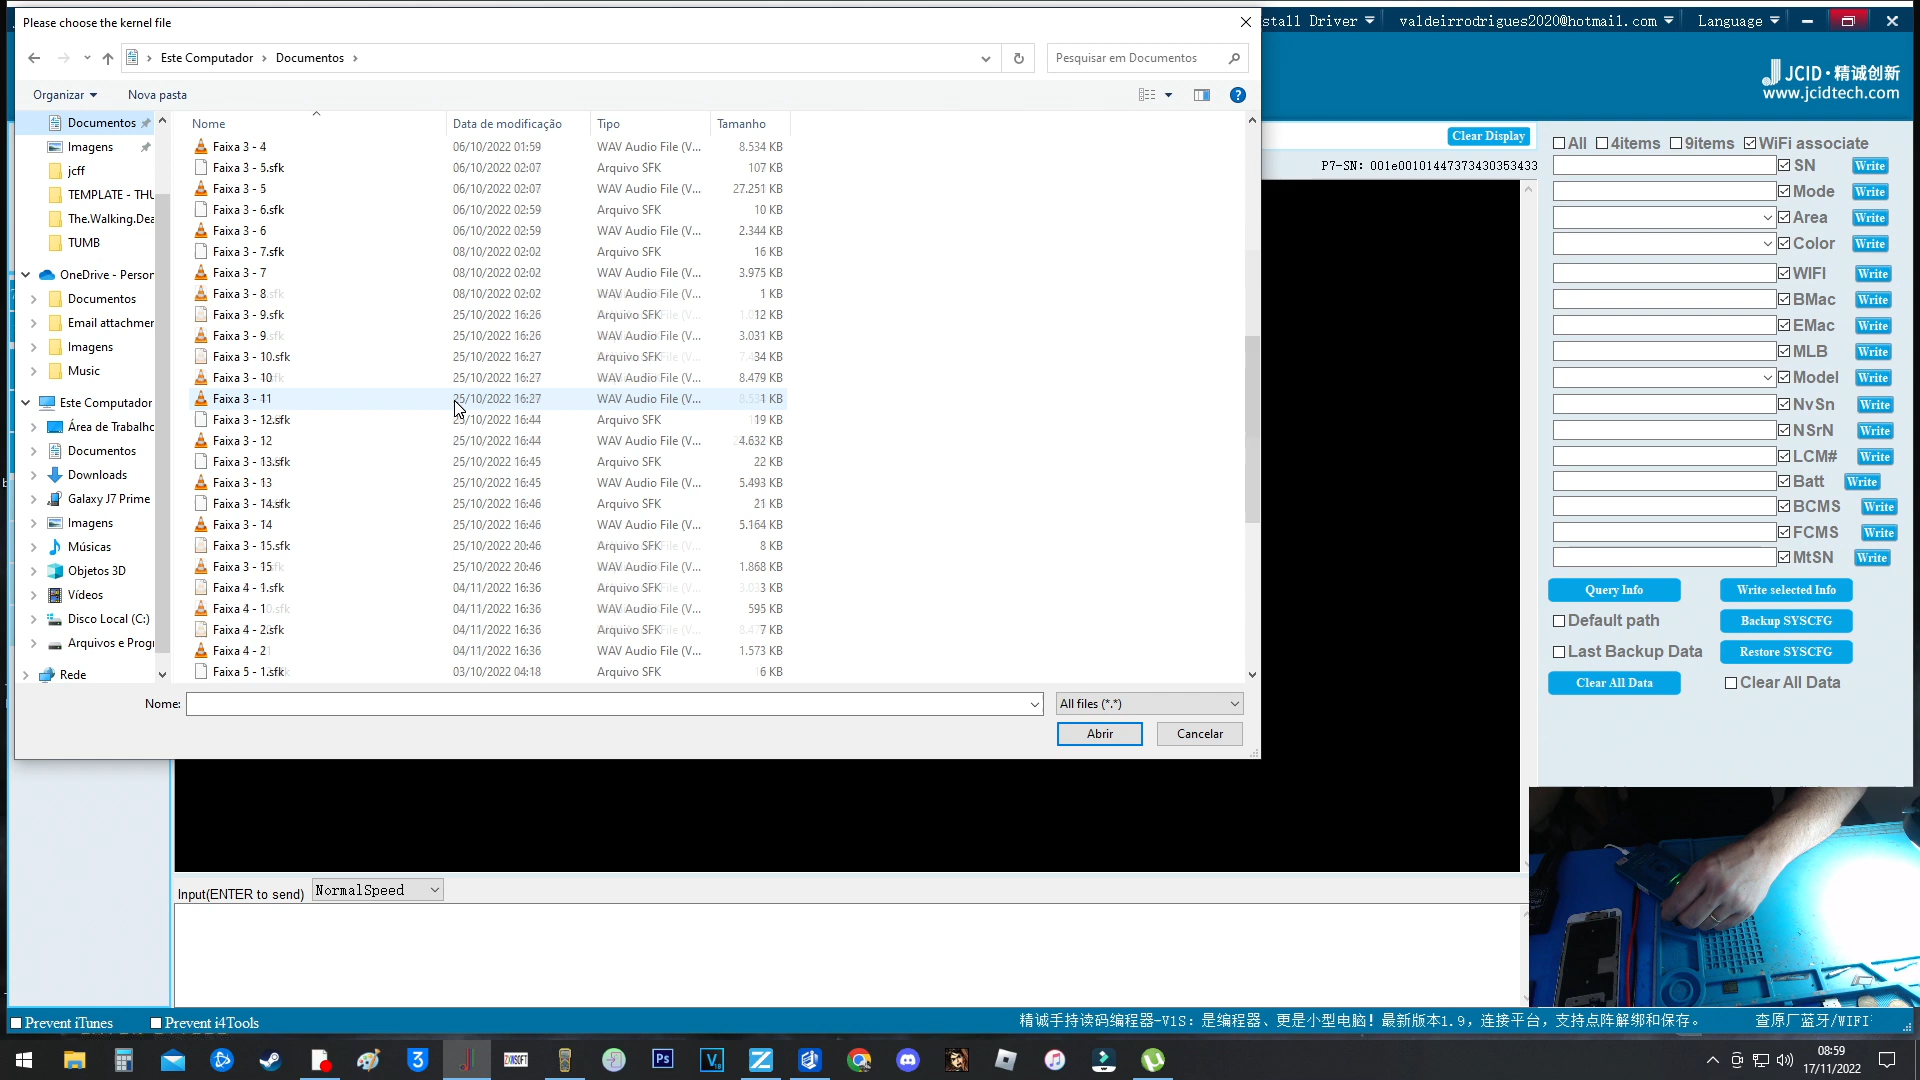 Please choose the kernel file
stall Driver
valdeirrodrigues2020@hotmail.com
Language
Este Computador
Documentos
Pesquisar em Documentos
JCID·精诚创新
www.jcidtech.com
Organizar
Nova pasta
Documentos
Imagens
jcff
TEMPLATE - THU
The.Walking.Dea
TUMB
OneDrive - Person
Documentos
Email attachmen
Imagens
Music
Este Computador
Área de Trabalho
Documentos
Downloads
Galaxy J7 Prime
Imagens
Músicas
Objetos 3D
Vídeos
Disco Local (C:)
Arquivos e Progr
Rede
Nome Data de modificação Tipo Tamanho
Faixa 3 - 4 06/10/2022 01:59 WAV Audio File (V... 8.534 KB
Faixa 3 - 5.sfk 06/10/2022 02:07 Arquivo SFK 107 KB
Faixa 3 - 5 06/10/2022 02:07 WAV Audio File (V... 27.251 KB
Faixa 3 - 6.sfk 06/10/2022 02:59 Arquivo SFK 10 KB
Faixa 3 - 6 06/10/2022 02:59 WAV Audio File (V... 2.344 KB
Faixa 3 - 7.sfk 08/10/2022 02:02 Arquivo SFK 16 KB
Faixa 3 - 7 08/10/2022 02:02 WAV Audio File (V... 3.975 KB
Faixa 3 - 8 08/10/2022 02:02 WAV Audio File (V... 1 KB
Faixa 3 - 9.sfk 25/10/2022 16:26 Arquivo SFK 12 KB
Faixa 3 - 9 25/10/2022 16:26 WAV Audio File (V... 3.031 KB
Faixa 3 - 10.sfk 25/10/2022 16:27 Arquivo SFK 34 KB
Faixa 3 - 10 25/10/2022 16:27 WAV Audio File (V... 8.479 KB
Faixa 3 - 11 25/10/2022 16:27 WAV Audio File (V... 1 KB
Faixa 3 - 12.sfk 25/10/2022 16:44 Arquivo SFK 19 KB
Faixa 3 - 12 25/10/2022 16:44 WAV Audio File (V... 4.632 KB
Faixa 3 - 13.sfk 25/10/2022 16:45 Arquivo SFK 22 KB
Faixa 3 - 13 25/10/2022 16:45 WAV Audio File (V... 5.493 KB
Faixa 3 - 14.sfk 25/10/2022 16:46 Arquivo SFK 21 KB
Faixa 3 - 14 25/10/2022 16:46 WAV Audio File (V... 5.164 KB
Faixa 3 - 15.sfk 25/10/2022 20:46 Arquivo SFK 8 KB
Faixa 3 - 15 25/10/2022 20:46 WAV Audio File (V... 1.868 KB
Faixa 4 - 1.sfk 04/11/2022 16:36 Arquivo SFK 3 KB
Faixa 4 - 1 04/11/2022 16:36 WAV Audio File (V... 595 KB
Faixa 4 - 2.sfk 04/11/2022 16:36 Arquivo SFK 7 KB
Faixa 4 - 2 04/11/2022 16:36 WAV Audio File (V... 1.573 KB
Faixa 5 - 1.sfk 03/10/2022 04:18 Arquivo SFK 6 KB
Nome:
All files (*.*)
Abrir
Cancelar
Clear Display
P7-SN: 001e00101447373430353433
All 4items 9items WiFi associate
SN Write
Mode Write
Area Write
Color Write
WIFI Write
BMac Write
EMac Write
MLB Write
Model Write
NvSn Write
NSrN Write
LCM# Write
Batt Write
BCMS Write
FCMS Write
MtSN Write
Query Info
Write selected Info
Default path
Backup SYSCFG
Last Backup Data
Restore SYSCFG
Clear All Data
Clear All Data
Input(ENTER to send)
NormalSpeed
Prevent iTunes
Prevent i4Tools
精诚手持读码编程器-V1S: 是编程器、更是小型电脑! 最新版本1.9, 连接平台, 支持点阵解绑和保存。
查原厂蓝牙/WIFI
ZXWSOFT
Ps
08:59
17/11/2022